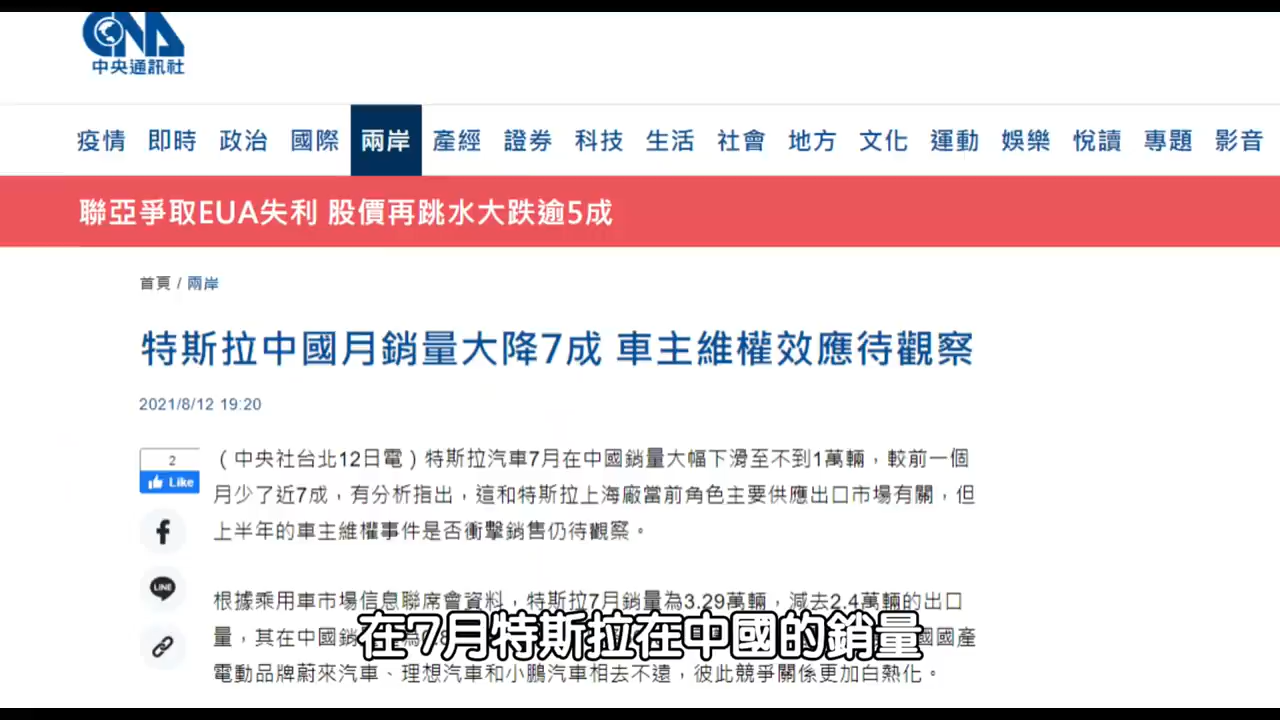 CNA
中央通訊社
疫情 即時 政治 國際 兩岸 產經 證券 科技 生活 社會 地方 文化 運動 娛樂 悅讀 專題 影音
聯亞爭取EUA失利 股價再跳水大跌逾5成
首頁 / 兩岸
特斯拉中國月銷量大降7成 車主維權效應待觀察
2021/8/12 19:20
2
Like
（中央社台北12日電）特斯拉汽車7月在中國銷量大幅下滑至不到1萬輛，較前一個
月少了近7成，有分析指出，這和特斯拉上海廠當前角色主要供應出口市場有關，但
上半年的車主維權事件是否衝擊銷售仍待觀察。
LINE
根據乘用車市場信息聯席會資料，特斯拉7月銷量為3.29萬輛，減去2.4萬輛的出口
量，其在中國銷
國國產
電動品牌蔚來汽車、理想汽車和小鵬汽車相去不遠，彼此競爭關係更加白熱化。
在7月特斯拉在中國的銷量